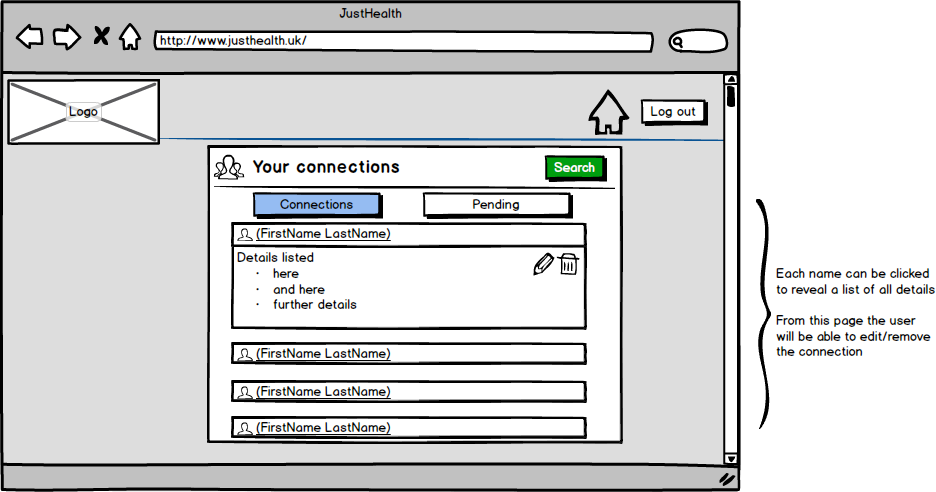 JustHealth
http://www.justhealth.uk/
Logo
Log out
Your connections
Search
Connections
Pending
(FirstName LastName)
Details listed
· here
· and here
· further details
(FirstName LastName)
(FirstName LastName)
(FirstName LastName)
Each name can be clicked
to reveal a list of all details
From this page the user
will be able to edit/remove
the connection